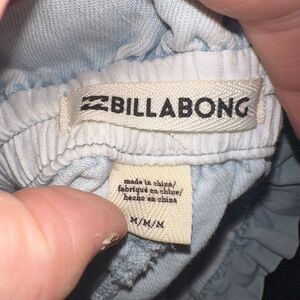 BILLABONG
made in china/
fabriqué en chine/
hecho en china
M/M/M